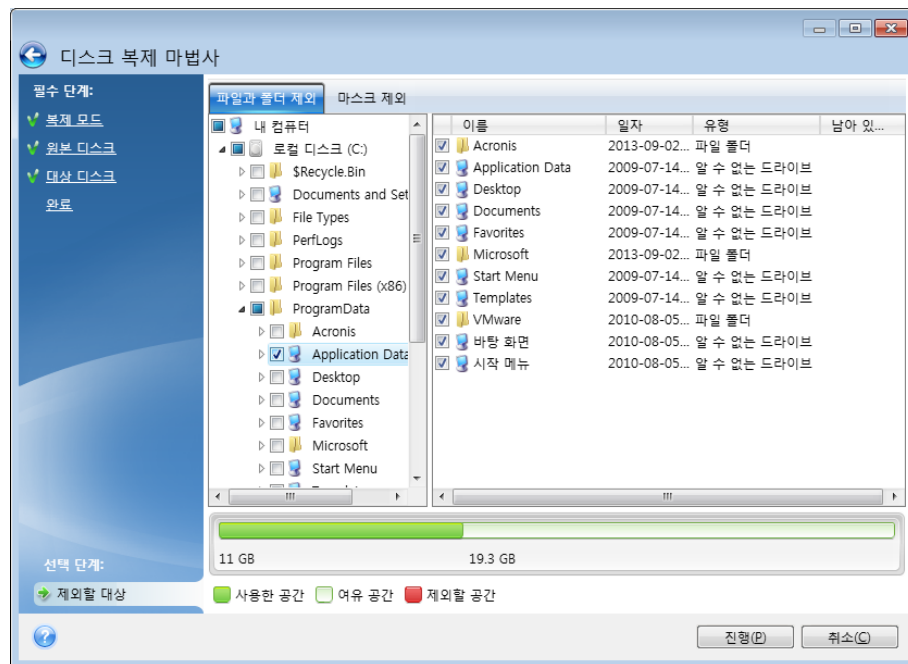 디스크 복제 마법사
필수 단계:
복제 모드
원본 디스크
대상 디스크
완료
선택 단계:
제외할 대상
파일과 폴더 제외 마스크 제외
내 컴퓨터
로컬 디스크 (C:)
$Recycle.Bin
Documents and Set
File Types
PerfLogs
Program Files
Program Files (x86)
ProgramData
Acronis
Application Data
Desktop
Documents
Favorites
Microsoft
Start Menu
이름 일자 유형 남아 있...
Acronis 2013-09-02... 파일 폴더
Application Data 2009-07-14... 알 수 없는 드라이브
Desktop 2009-07-14... 알 수 없는 드라이브
Documents 2009-07-14... 알 수 없는 드라이브
Favorites 2009-07-14... 알 수 없는 드라이브
Microsoft 2013-09-02... 파일 폴더
Start Menu 2009-07-14... 알 수 없는 드라이브
Templates 2009-07-14... 알 수 없는 드라이브
VMware 2010-08-05... 파일 폴더
바탕 화면 2010-08-05... 알 수 없는 드라이브
시작 메뉴 2010-08-05... 알 수 없는 드라이브
11 GB 19.3 GB
사용한 공간 여유 공간 제외할 공간
진행(P) 취소(C)